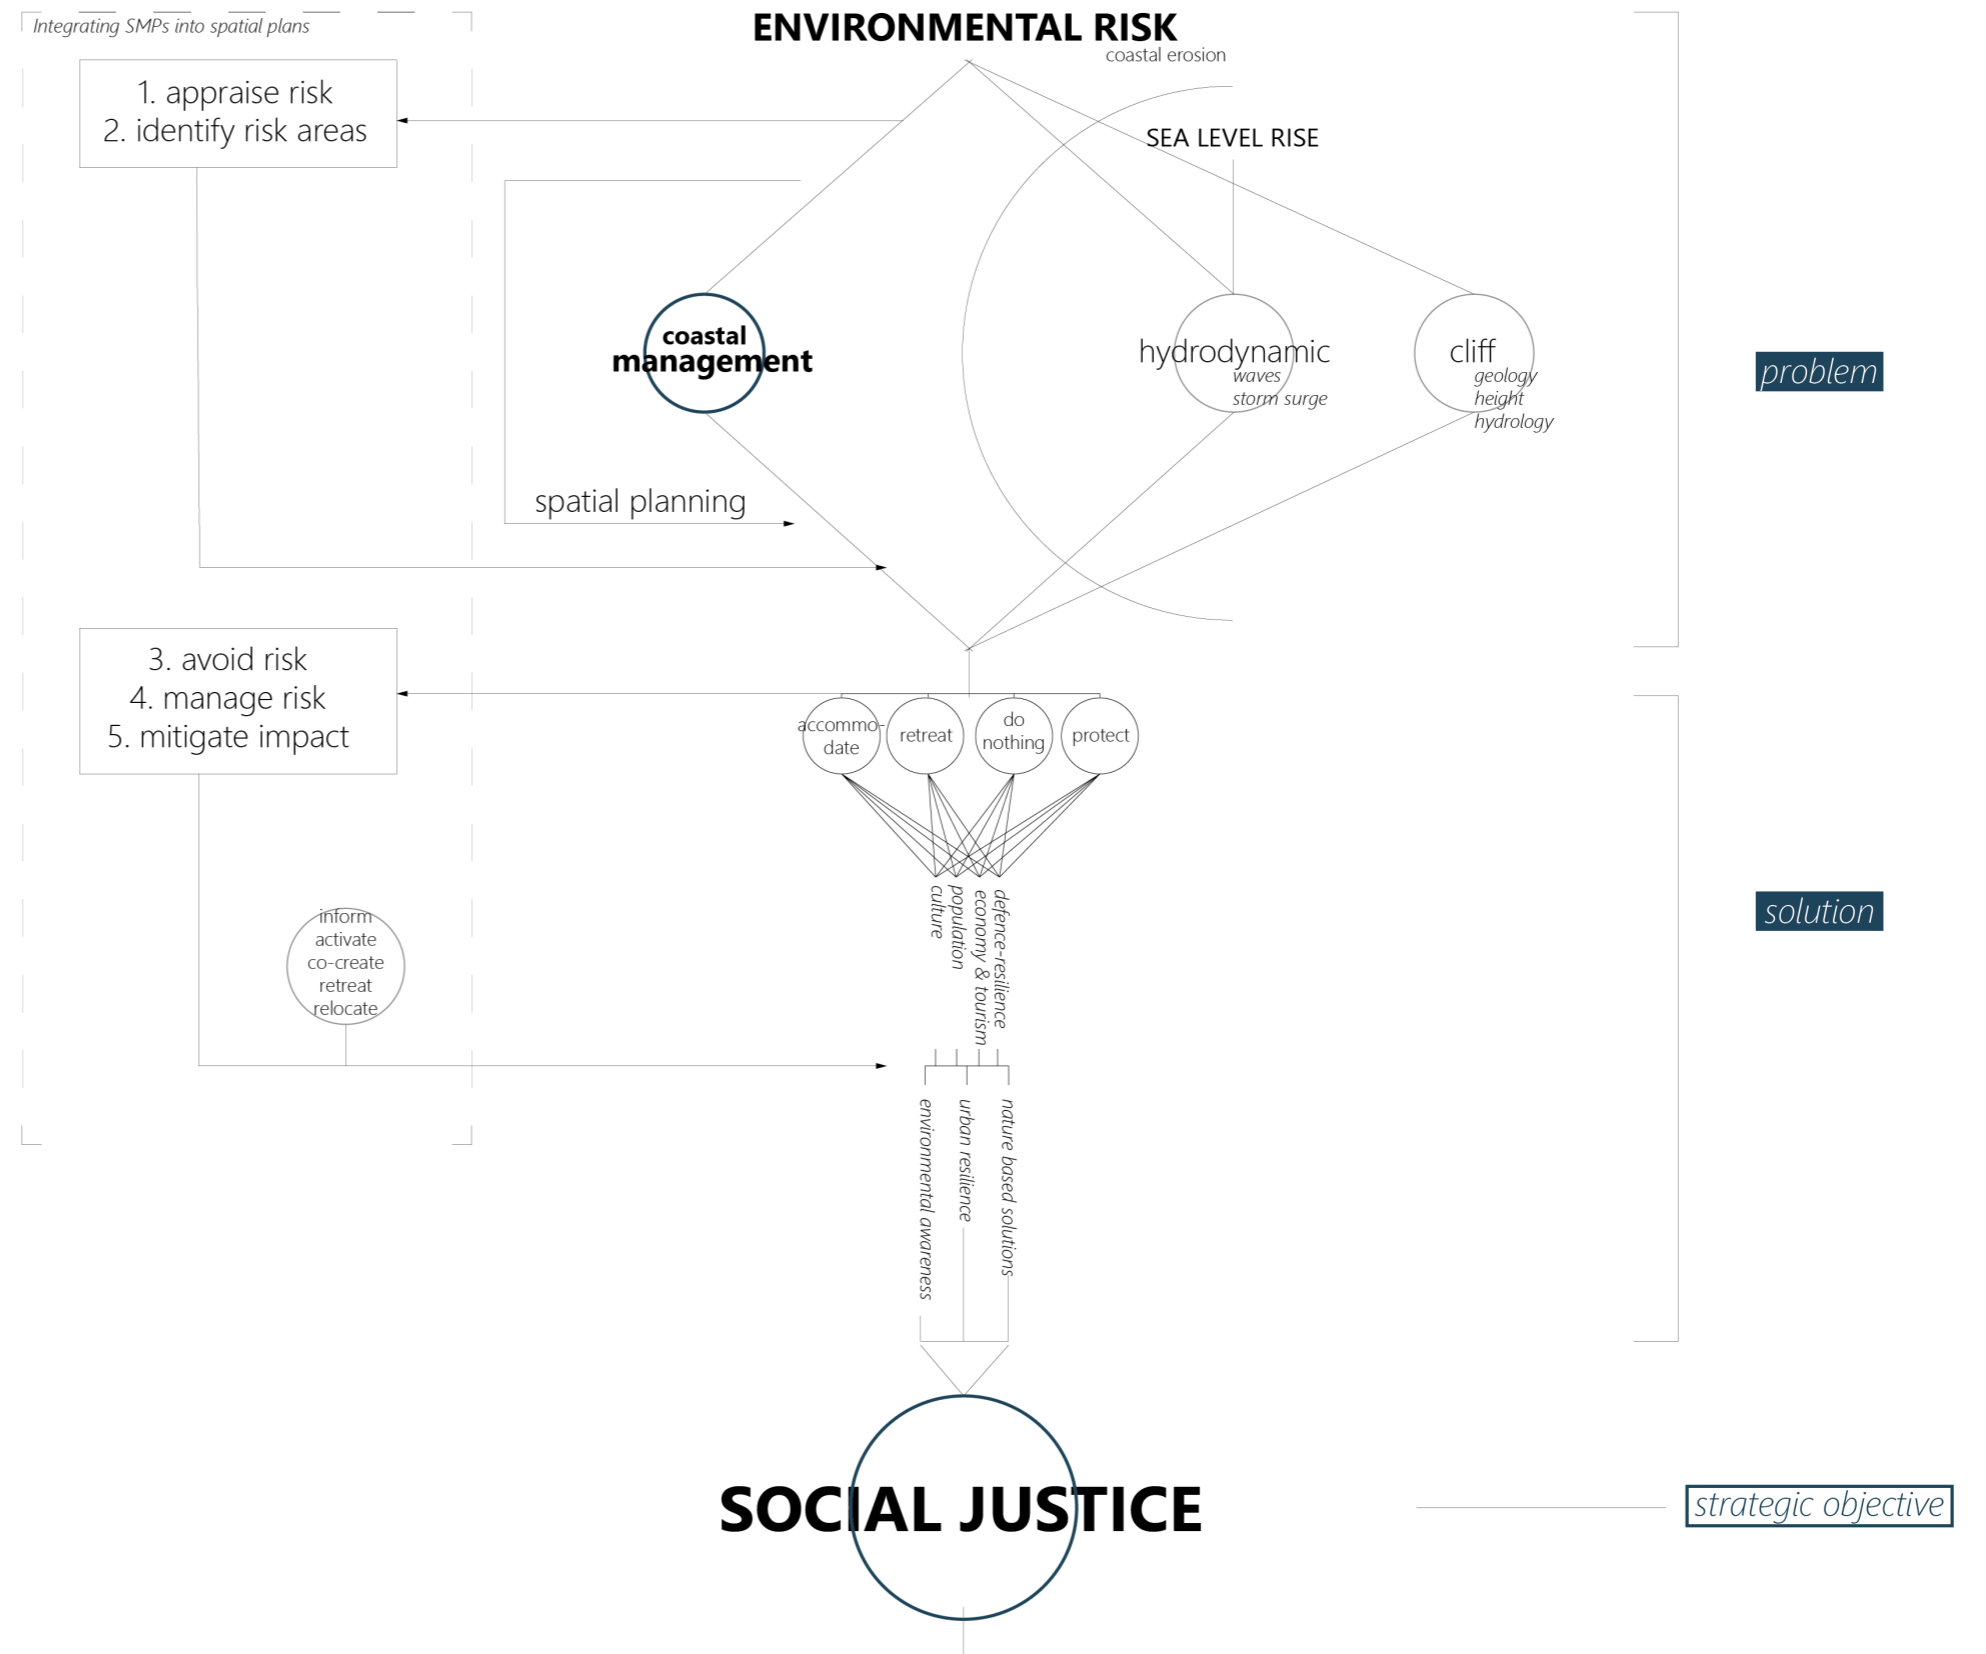 Integrating SMPs into spatial plans
ENVIRONMENTAL RISK
coastal erosion
1. appraise risk
2. identify risk areas
SEA LEVEL RISE
coastal
management
hydrodynamic
waves
storm surge
cliff
geology
height
hydrology
problem
spatial planning
3. avoid risk
4. manage risk
5. mitigate impact
accommo-
date
retreat
do
nothing
protect
culture
population
economy & tourism
defence-resilience
solution
inform
activate
co-create
retreat
relocate
environmental awareness
urban resilience
nature based solutions
SOCIAL JUSTICE
strategic objective